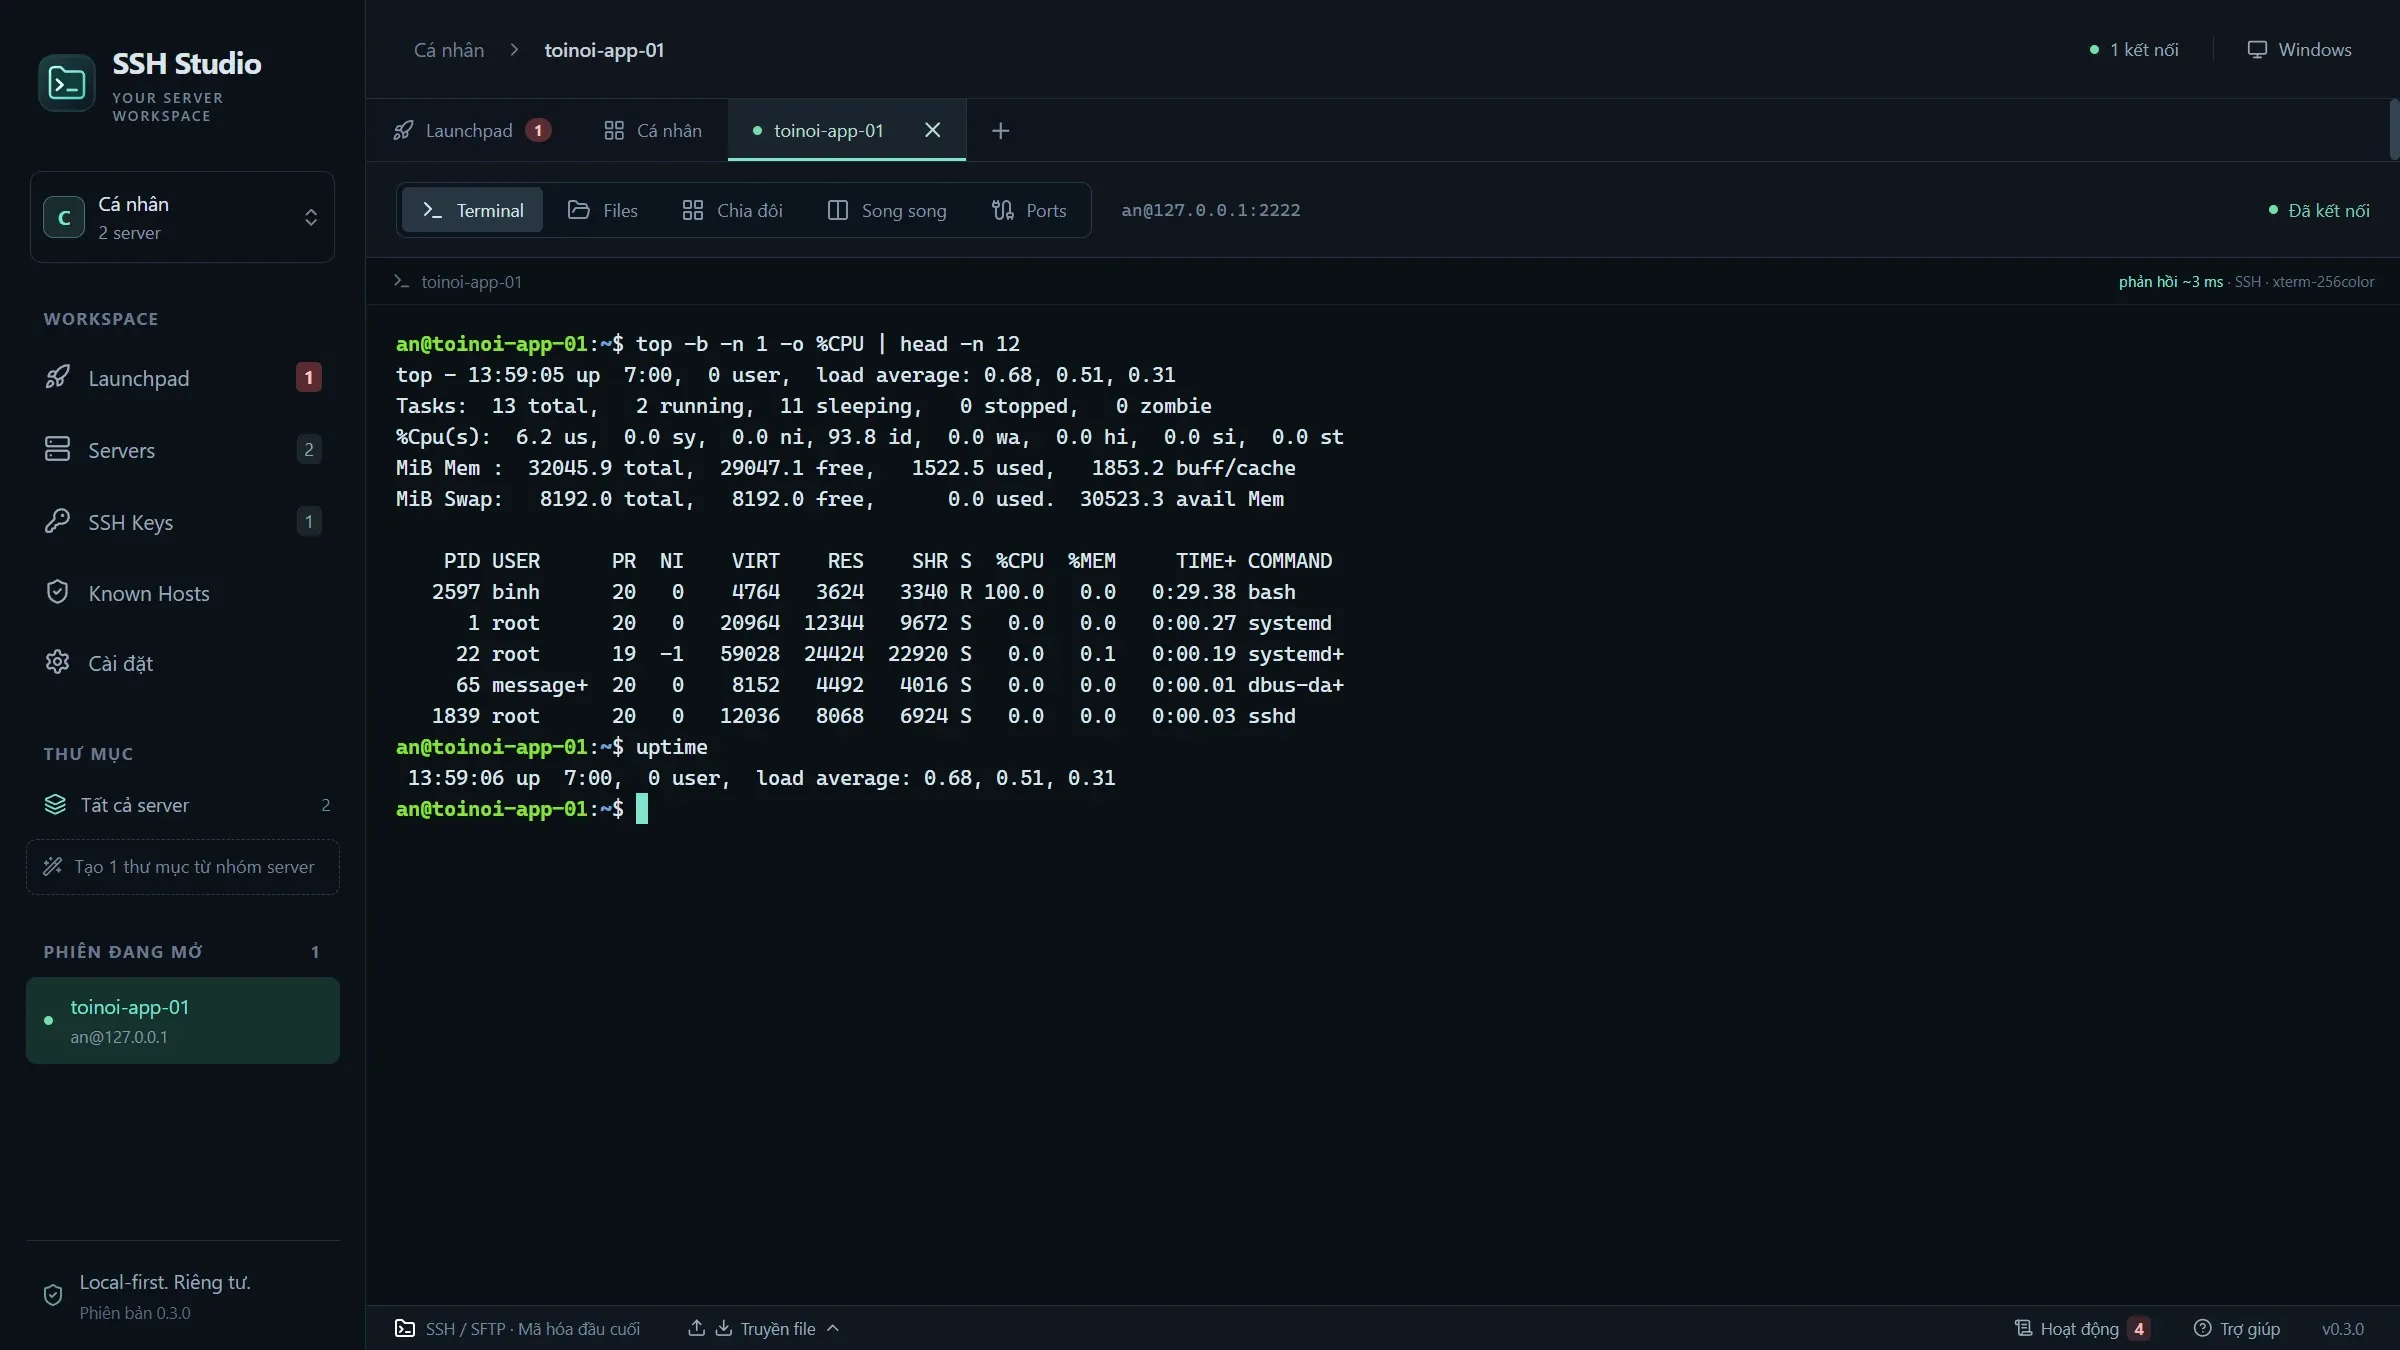 SSH Studio
YOUR SERVER
WORKSPACE
C
Cá nhân
2 server
WORKSPACE
Launchpad 1
Servers 2
SSH Keys 1
Known Hosts
Cài đặt
THƯ MỤC
Tất cả server 2
Tạo 1 thư mục từ nhóm server
PHIÊN ĐANG MỞ 1
toinoi-app-01
an@127.0.0.1
Local-first. Riêng tư.
Phiên bản 0.3.0
Cá nhân > toinoi-app-01
1 kết nối
Windows
Launchpad 1
Cá nhân
toinoi-app-01
Terminal
Files
Chia đôi
Song song
Ports
an@127.0.0.1:2222
Đã kết nối
toinoi-app-01
phản hồi ~3 ms · SSH · xterm-256color
an@toinoi-app-01:~$ top -b -n 1 -o %CPU | head -n 12
top - 13:59:05 up  7:00,  0 user,  load average: 0.68, 0.51, 0.31
Tasks:  13 total,   2 running,  11 sleeping,   0 stopped,   0 zombie
%Cpu(s):  6.2 us,  0.0 sy,  0.0 ni, 93.8 id,  0.0 wa,  0.0 hi,  0.0 si,  0.0 st
MiB Mem :  32045.9 total,  29047.1 free,   1522.5 used,   1853.2 buff/cache
MiB Swap:   8192.0 total,   8192.0 free,      0.0 used.  30523.3 avail Mem
    PID USER      PR  NI    VIRT    RES    SHR S  %CPU  %MEM     TIME+ COMMAND
   2597 binh      20   0    4764   3624   3340 R 100.0   0.0   0:29.38 bash
      1 root      20   0   20964  12344   9672 S   0.0   0.0   0:00.27 systemd
     22 root      19  -1   59028  24424  22920 S   0.0   0.1   0:00.19 systemd+
     65 message+  20   0    8152   4492   4016 S   0.0   0.0   0:00.01 dbus-da+
   1839 root      20   0   12036   8068   6924 S   0.0   0.0   0:00.03 sshd
an@toinoi-app-01:~$ uptime
 13:59:06 up  7:00,  0 user,  load average: 0.68, 0.51, 0.31
an@toinoi-app-01:~$
SSH / SFTP · Mã hóa đầu cuối
Truyền file
Hoạt động 4
Trợ giúp
v0.3.0